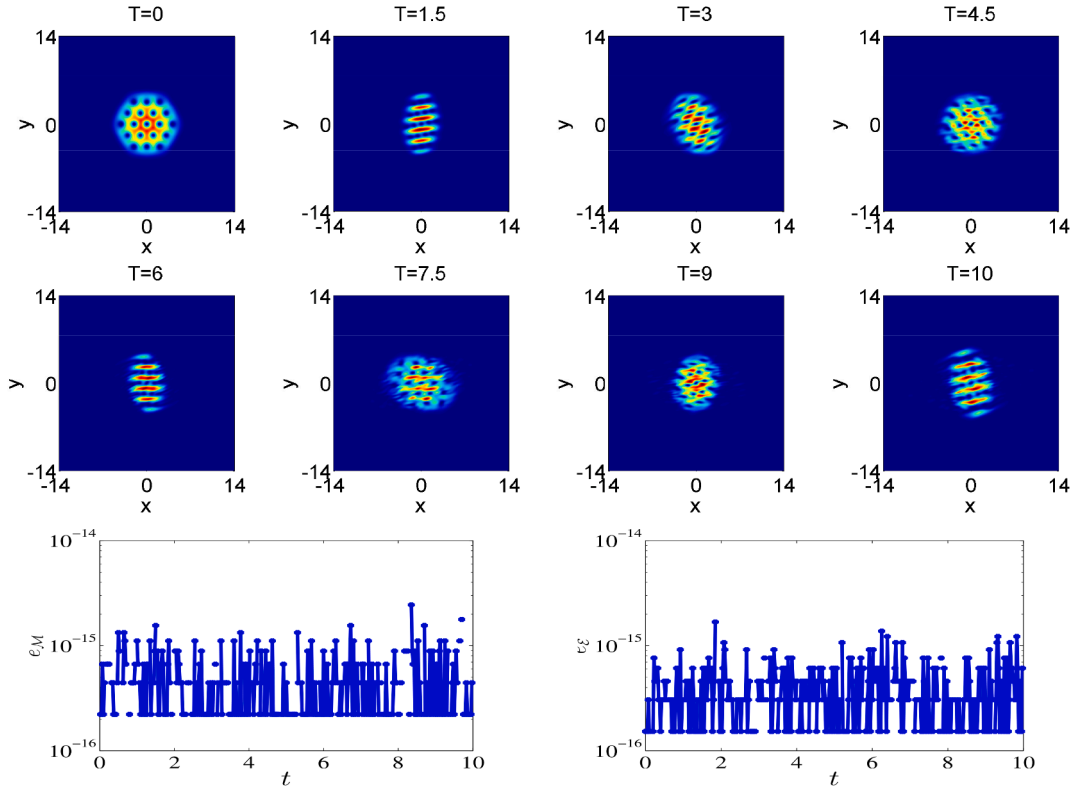 T=0 T=1.5 T=3 T=4.5
14 14 14 14
y 0 y 0 y 0 y 0
-14 -14 -14 -14
-14 0 14 -14 0 14 -14 0 14 -14 0 14
x x x x
T=6 T=7.5 T=9 T=10
14 14 14 14
y 0 y 0 y 0 y 0
-14 -14 -14 -14
-14 0 14 -14 0 14 -14 0 14 -14 0 14
x x x x
10⁻¹⁴ 10⁻¹⁴
e_ℳ 10⁻¹⁵ e_ℰ 10⁻¹⁵
10⁻¹⁶ 10⁻¹⁶
0 2 4 6 8 10 0 2 4 6 8 10
t t